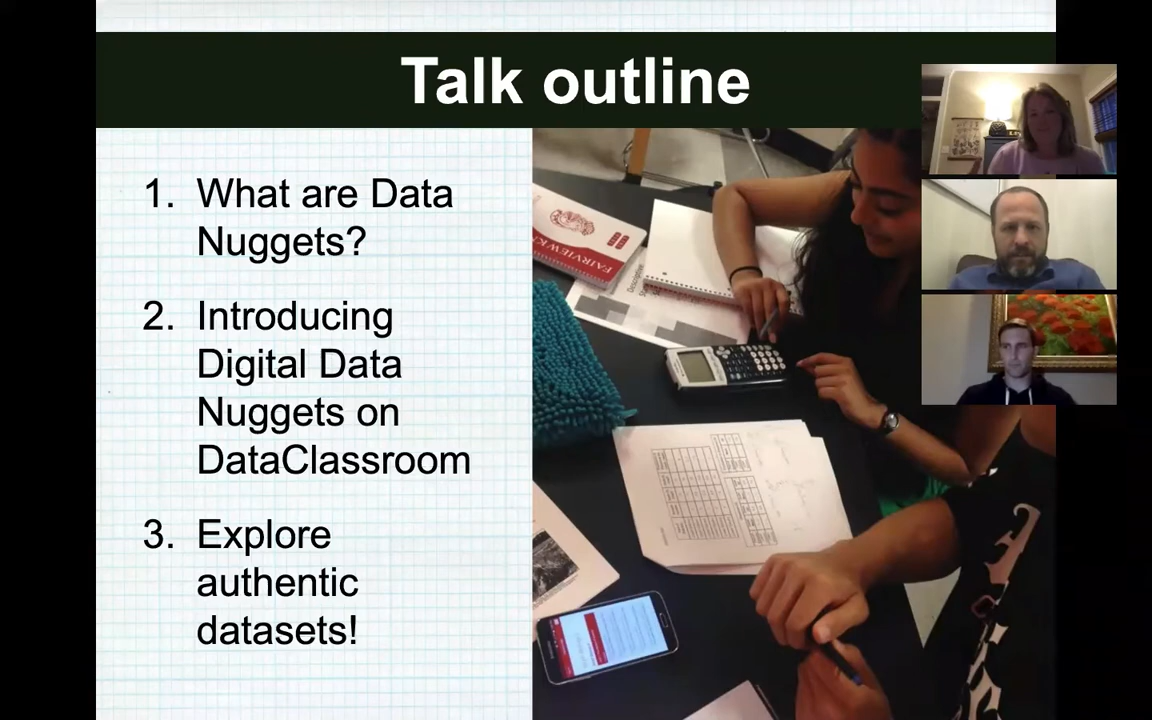 Talk outline
1. What are Data
Nuggets?
2. Introducing
Digital Data
Nuggets on
DataClassroom
3. Explore
authentic
datasets!